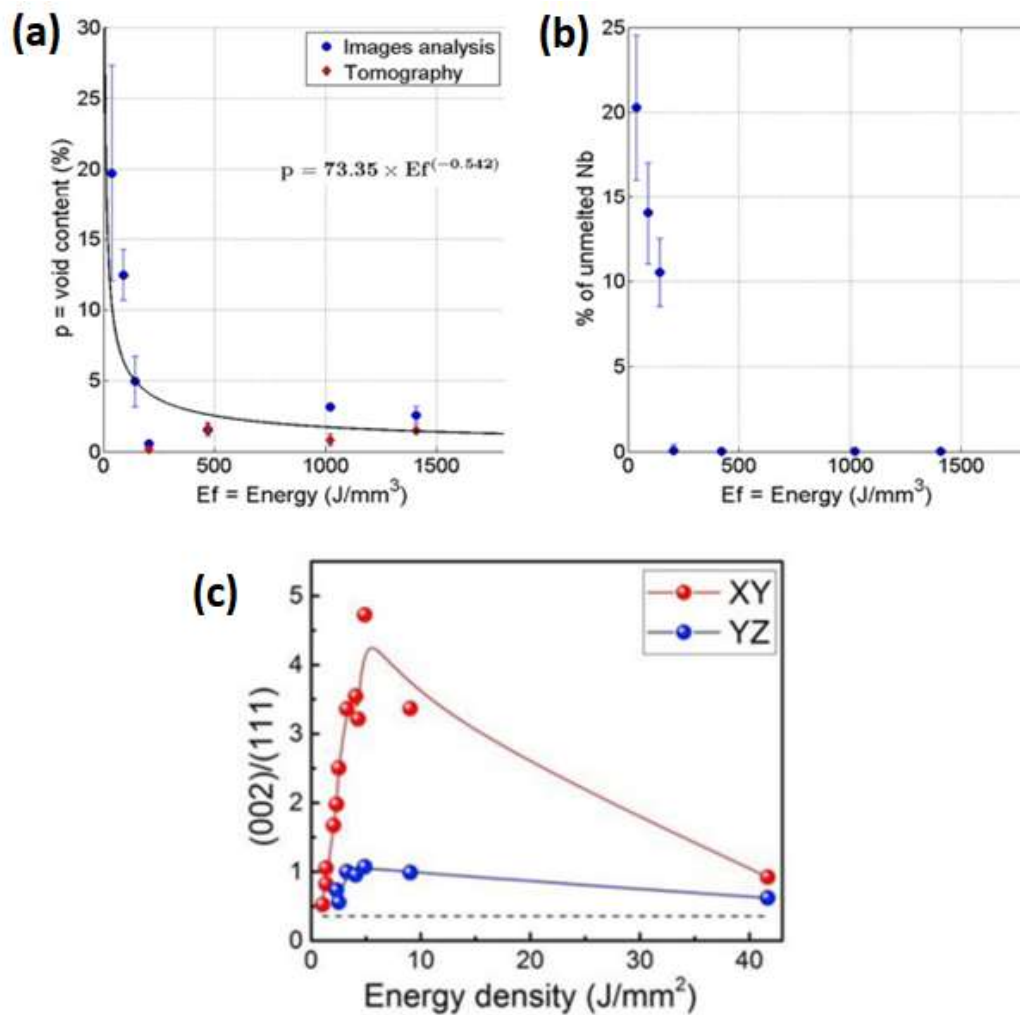 (a)
30
25
20
15
10
5
0
p = void content (%)
Images analysis
Tomography
p = 73.35 × Ef^(-0.542)
0 500 1000 1500
Ef = Energy (J/mm³)
(b)
25
20
15
10
5
0
% of unmelted Nb
0 500 1000 1500
Ef = Energy (J/mm³)
(c)
5
4
3
2
1
0
(002)/(111)
XY
YZ
0 10 20 30 40
Energy density (J/mm²)